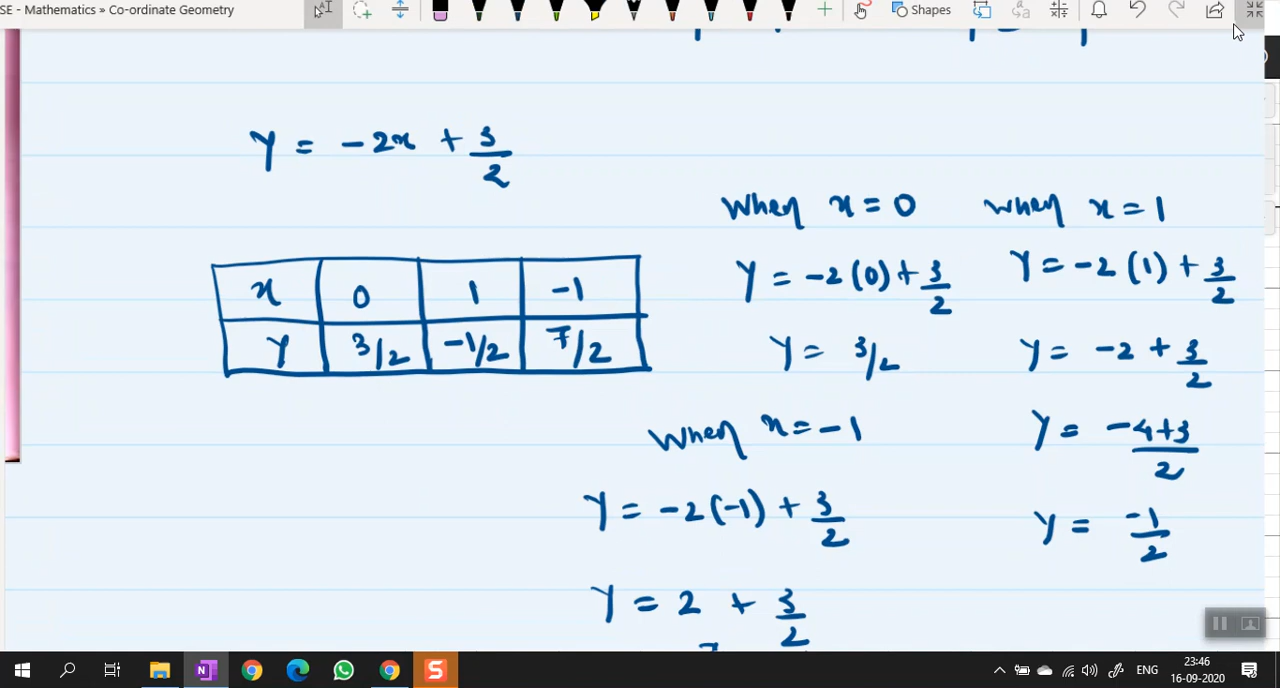 SE - Mathematics » Co-ordinate Geometry
Shapes
Y = -2x + 3/2
When x = 0
Y = -2(0) + 3/2
Y = 3/2
when x = 1
Y = -2(1) + 3/2
Y = -2 + 3/2
Y = -4+3/2
Y = -1/2
x 0 1 -1
Y 3/2 -1/2 7/2
When x = -1
Y = -2(-1) + 3/2
Y = 2 + 3/2
ENG
23:46
16-09-2020